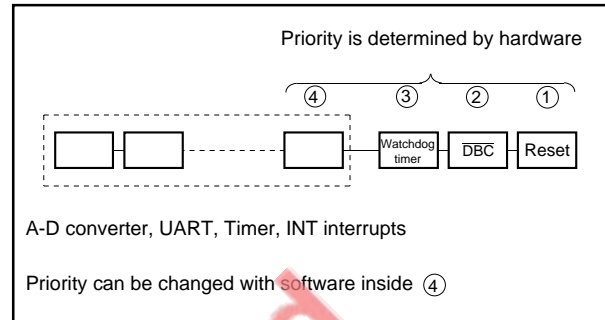 Priority is determined by hardware
④ ③ ② ①
Watchdog timer D̅B̅C̅ Reset
A-D converter, UART, Timer, INT interrupts
Priority can be changed with software inside ④